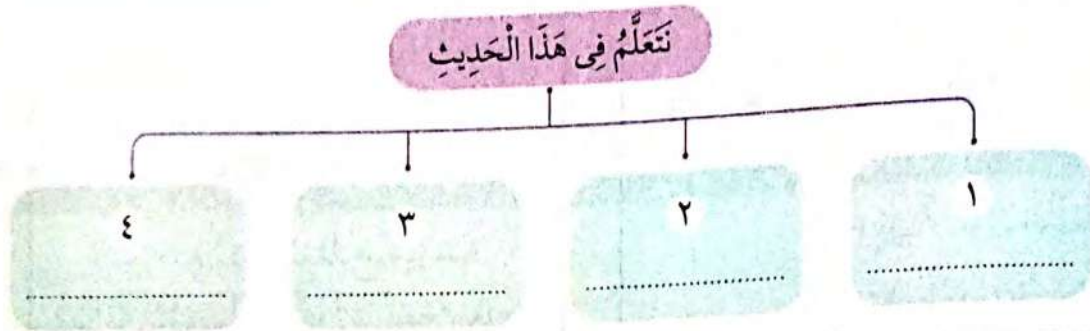 نَتَعَلَّمُ فِى هَذَا الْحَدِيثِ
١
٢
٣
٤